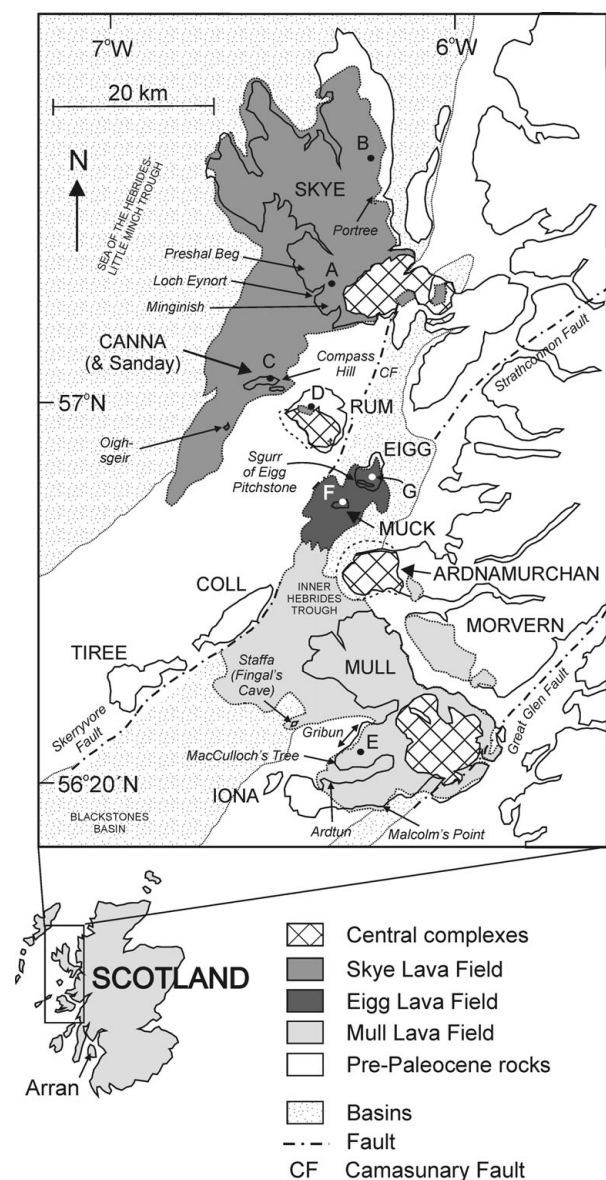 7°W
6°W
20 km
N
SEA OF THE HEBRIDES-
LITTLE MINCH TROUGH
B
SKYE
Portree
Preshal Beg
A
Loch Eynort
Minginish
CANNA
(& Sanday)
C
Compass
Hill
CF
Strathconnon Fault
57°N
D
RUM
Oigh-
sgeir
EIGG
Sgurr
of Eigg
Pitchstone
F
G
MUCK
ARDNAMURCHAN
COLL
INNER
HEBRIDES
TROUGH
MORVERN
TIREE
Staffa
(Fingal's
Cave)
MULL
Great Glen Fault
Skerryvore
Fault
Gribun
E
MacCulloch's Tree
56°20´N
IONA
BLACKSTONES
BASIN
Ardtun
Malcolm's Point
SCOTLAND
Arran
Central complexes
Skye Lava Field
Eigg Lava Field
Mull Lava Field
Pre-Paleocene rocks
Basins
Fault
CF Camasunary Fault